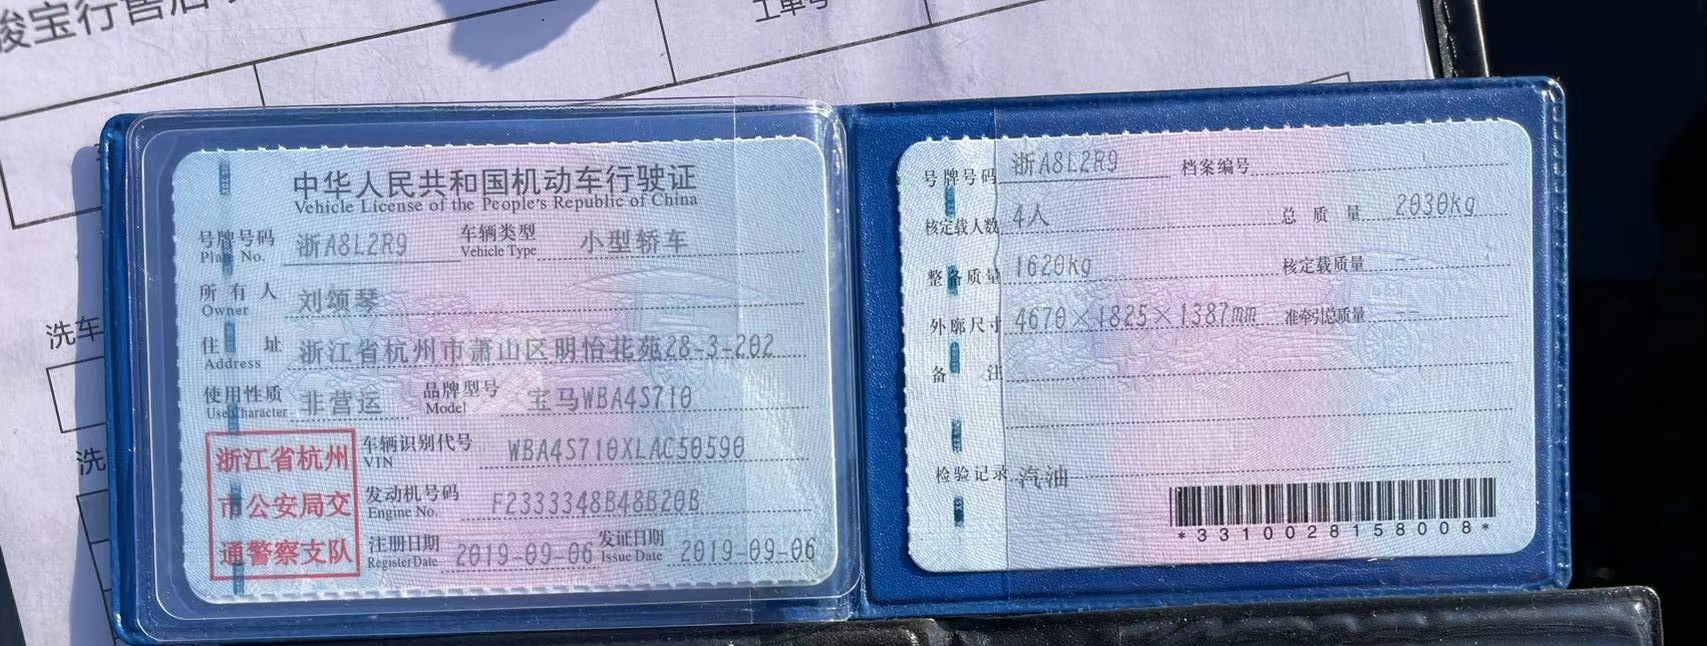 骏宝行售后
工单号
洗车
洗
中华人民共和国机动车行驶证
Vehicle License of the People's Republic of China
号牌号码 浙A8L2R9 车辆类型 小型轿车
Plate No. Vehicle Type
所有人 刘颂琴
Owner
住址 浙江省杭州市萧山区明怡花苑28-3-202
Address
使用性质 非营运 品牌型号 宝马WBA4S710
Use Character Model
浙江省杭州
市公安局交
通警察支队
车辆识别代号 WBA4S710XLAC50590
VIN
发动机号码 F2333348B48B20B
Engine No.
注册日期 2019-09-06 发证日期 2019-09-06
Register Date Issue Date
号牌号码 浙A8L2R9 档案编号
核定载人数 4人 总质量 2030kg
整备质量 1620kg 核定载质量 --
外廓尺寸 4670×1825×1387mm 准牵引总质量
备注
检验记录 汽油
*3310028158008*